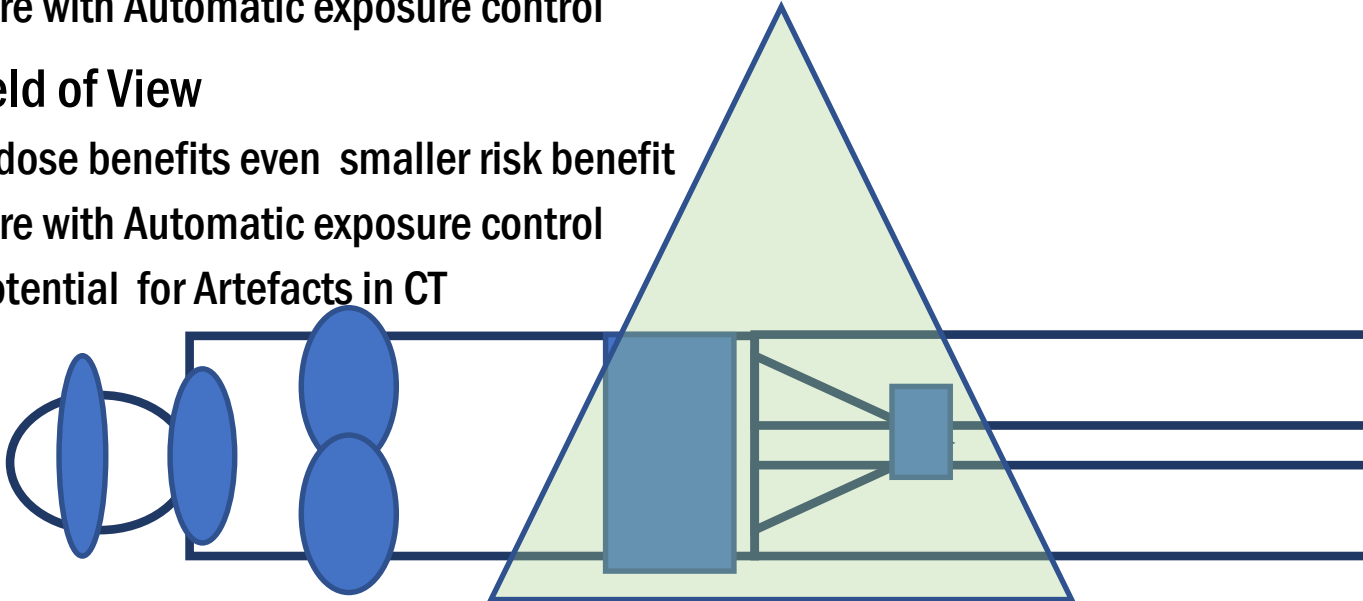 re with Automatic exposure control
eld of View
dose benefits even  smaller risk benefit
re with Automatic exposure control
otential  for Artefacts in CT